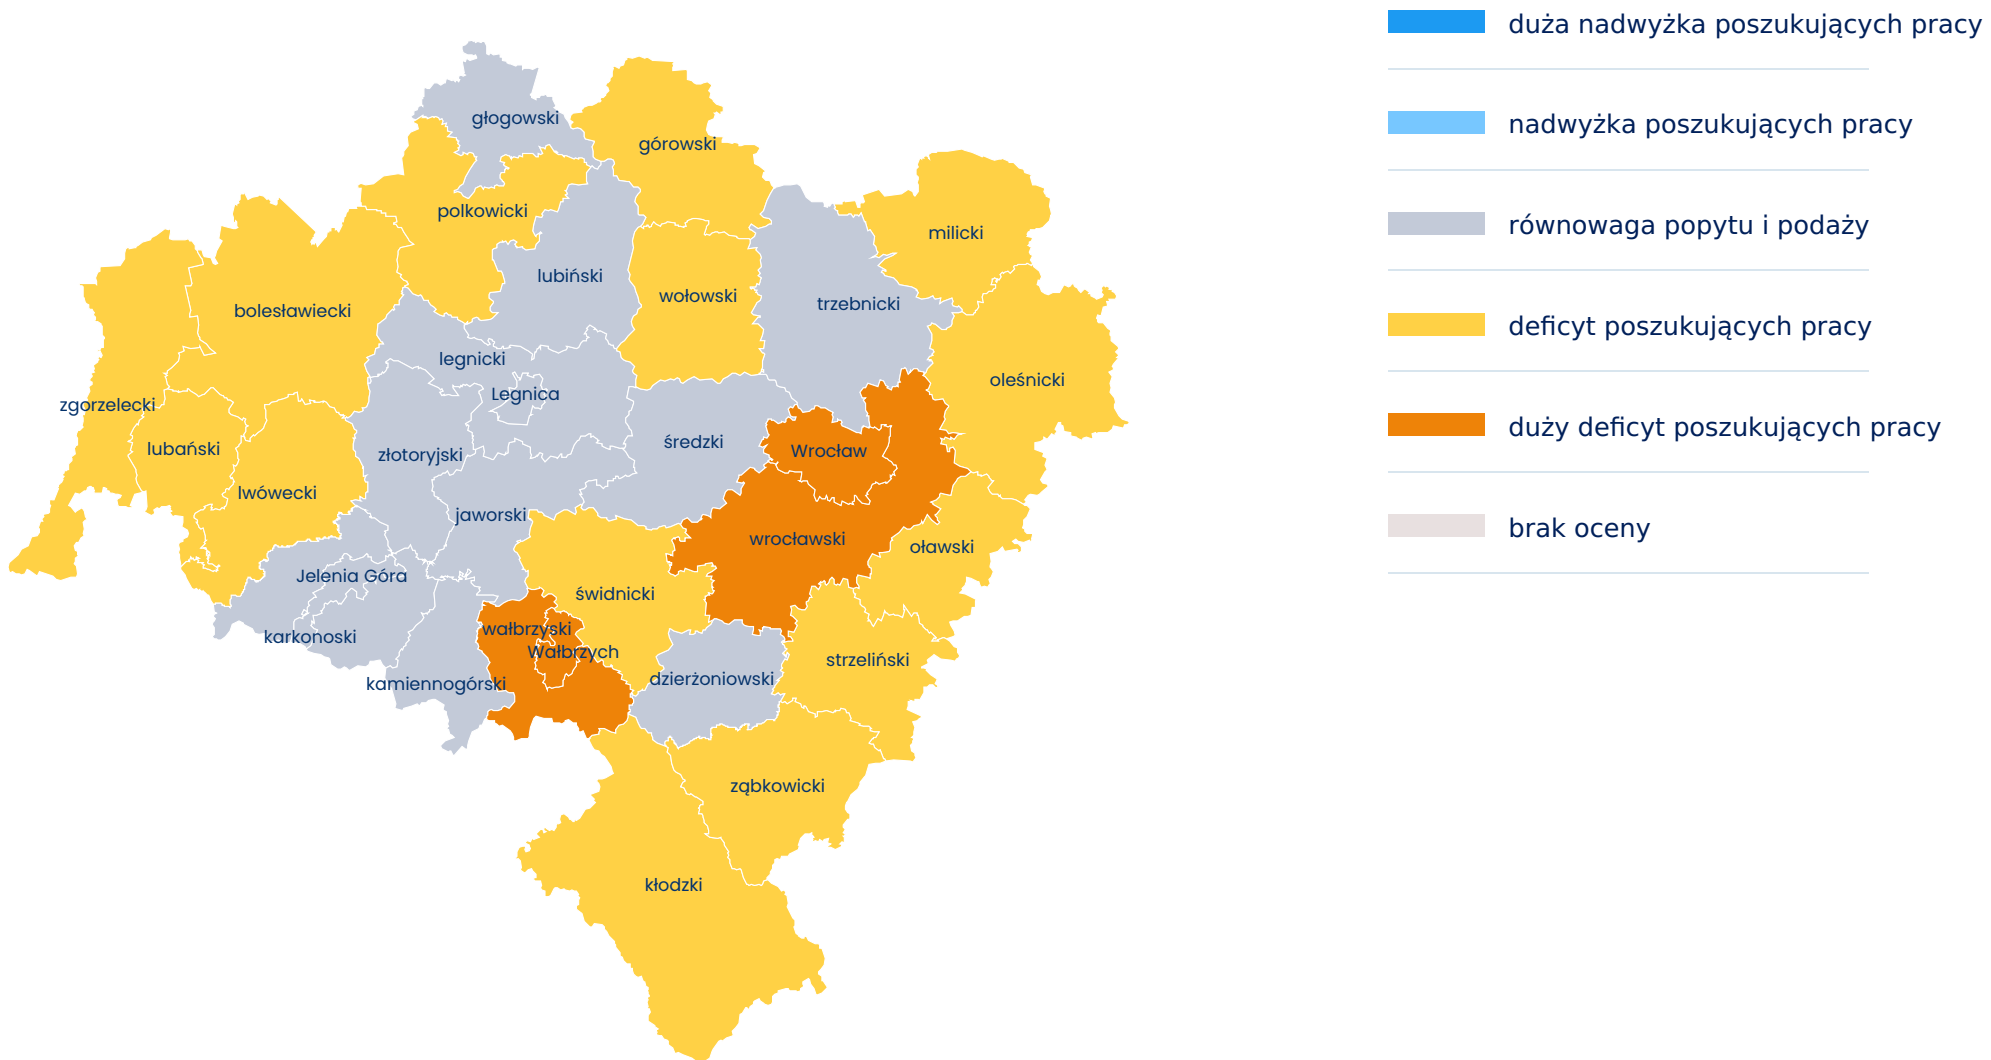 duża nadwyżka poszukujących pracy
nadwyżka poszukujących pracy
równowaga popytu i podaży
deficyt poszukujących pracy
duży deficyt poszukujących pracy
brak oceny
głogowski
górowski
polkowicki
milicki
lubiński
wołowski
trzebnicki
bolesławiecki
legnicki
oleśnicki
Legnica
zgorzelecki
lubański
średzki
Wrocław
złotoryjski
lwówecki
jaworski
wrocławski
oławski
Jelenia Góra
świdnicki
wałbrzyski
karkonoski
Wałbrzych
strzeliński
dzierżoniowski
kamiennogórski
ząbkowicki
kłodzki